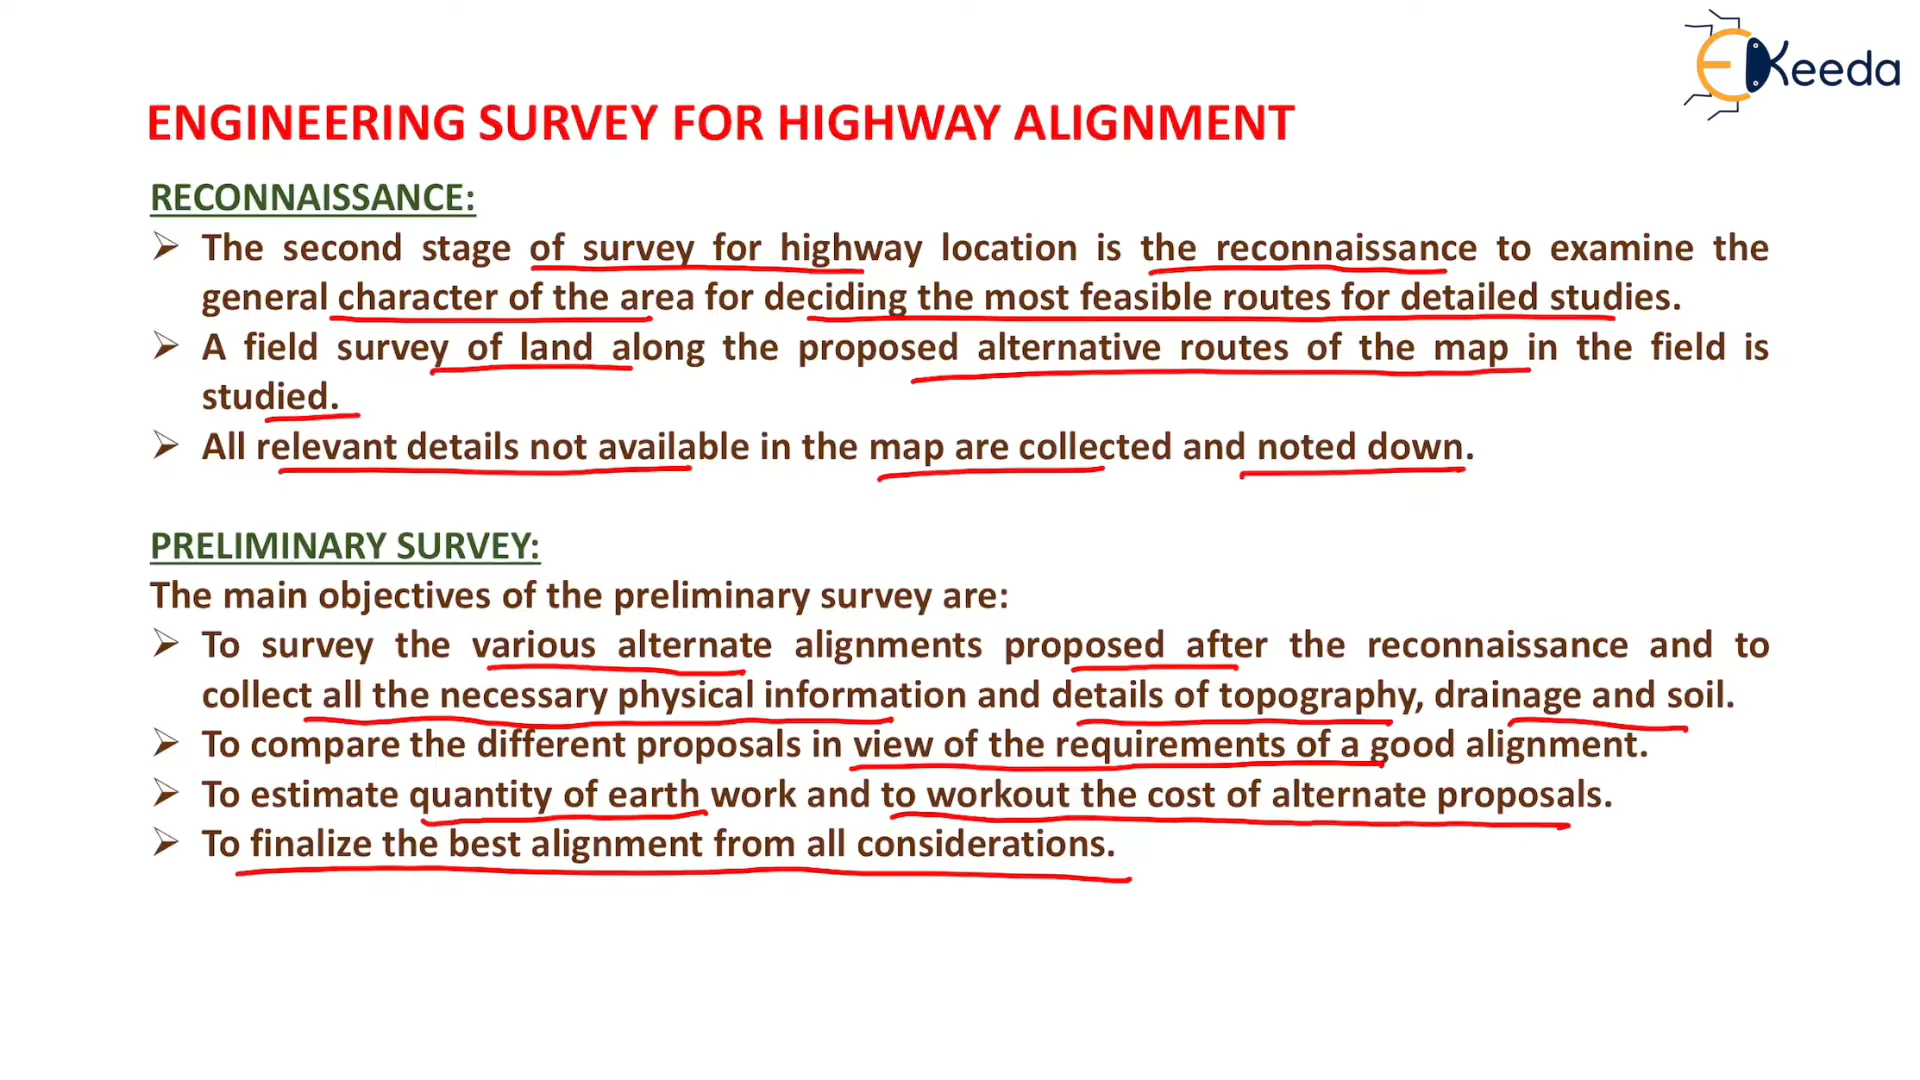 EKeeda
ENGINEERING SURVEY FOR HIGHWAY ALIGNMENT
RECONNAISSANCE:
➢ The second stage of survey for highway location is the reconnaissance to examine the
general character of the area for deciding the most feasible routes for detailed studies.
➢ A field survey of land along the proposed alternative routes of the map in the field is
studied.
➢ All relevant details not available in the map are collected and noted down.
PRELIMINARY SURVEY:
The main objectives of the preliminary survey are:
➢ To survey the various alternate alignments proposed after the reconnaissance and to
collect all the necessary physical information and details of topography, drainage and soil.
➢ To compare the different proposals in view of the requirements of a good alignment.
➢ To estimate quantity of earth work and to workout the cost of alternate proposals.
➢ To finalize the best alignment from all considerations.